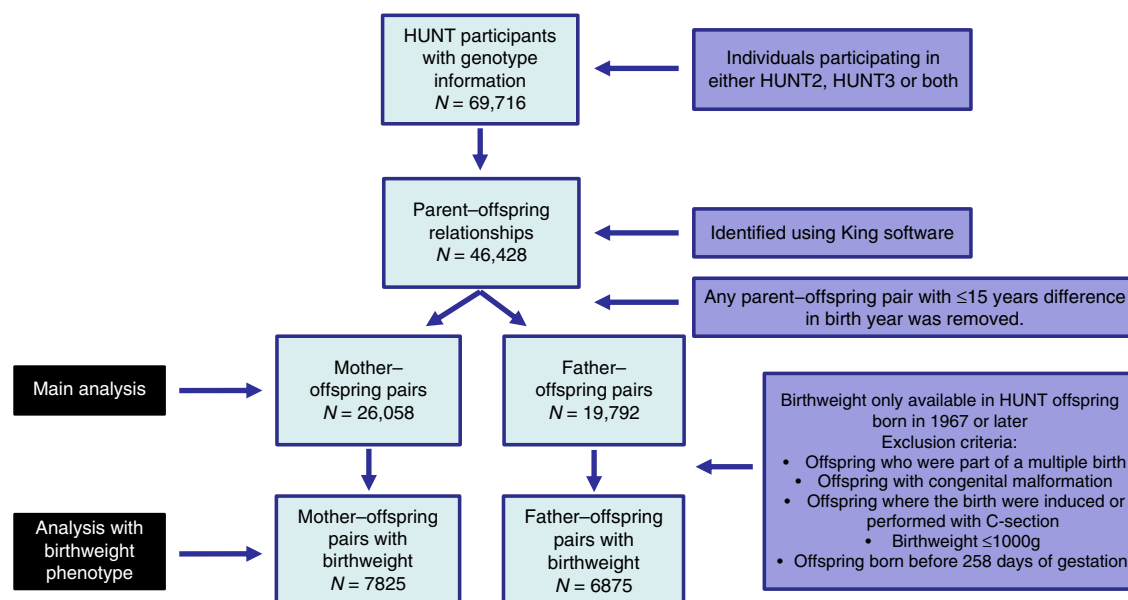 HUNT participants
with genotype
information
N = 69,716
Individuals participating in
either HUNT2, HUNT3 or both
Parent–offspring
relationships
N = 46,428
Identified using King software
Any parent–offspring pair with ≤15 years difference
in birth year was removed.
Main analysis
Mother–
offspring pairs
N = 26,058
Father–
offspring pairs
N = 19,792
Birthweight only available in HUNT offspring
born in 1967 or later
Exclusion criteria:
• Offspring who were part of a multiple birth
• Offspring with congenital malformation
• Offspring where the birth were induced or
performed with C-section
• Birthweight ≤1000g
• Offspring born before 258 days of gestation
Analysis with
birthweight
phenotype
Mother–offspring
pairs with
birthweight
N = 7825
Father–offspring
pairs with
birthweight
N = 6875